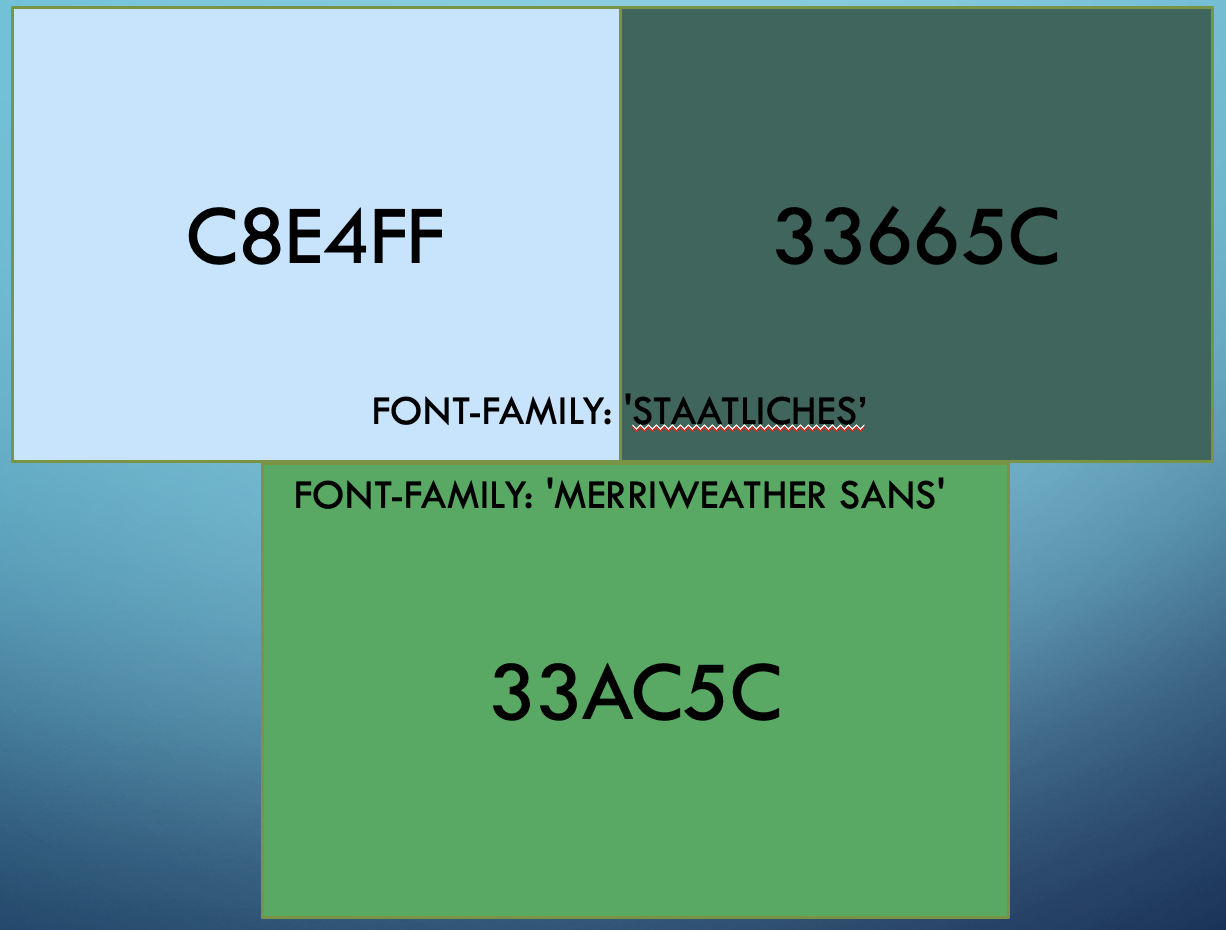 C8E4FF
33665C
FONT-FAMILY: 'STAATLICHES’
FONT-FAMILY: 'MERRIWEATHER SANS'
33AC5C